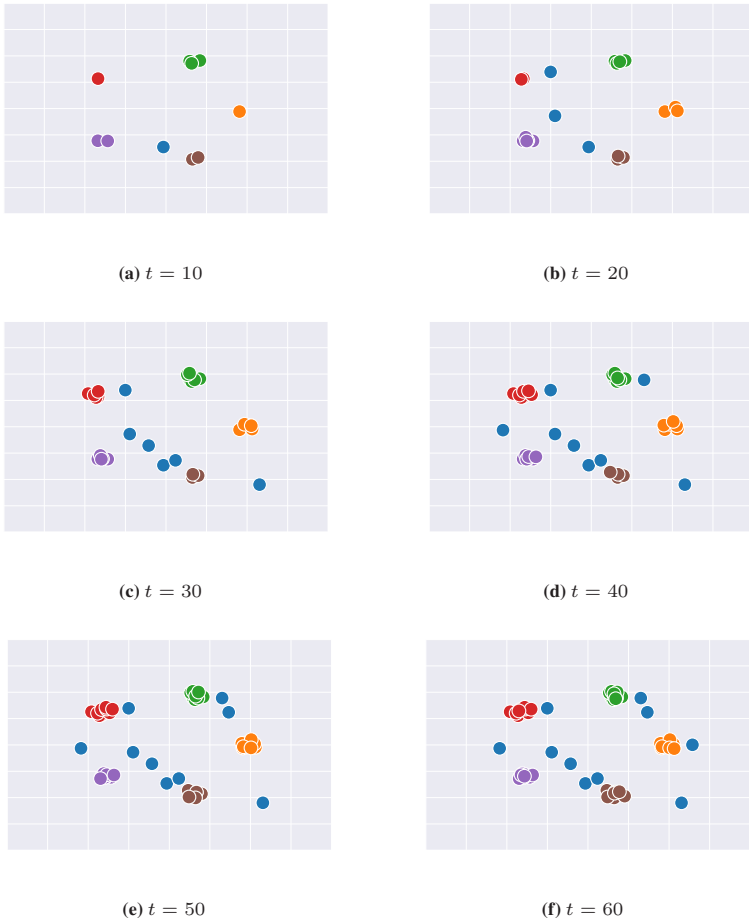 (a) t = 10
(b) t = 20
(c) t = 30
(d) t = 40
(e) t = 50
(f) t = 60